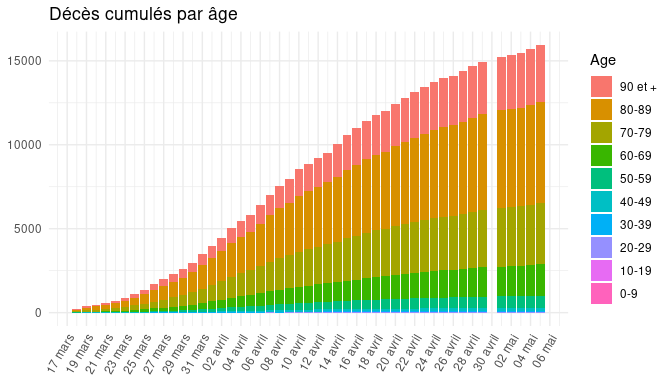 Décès cumulés par âge
15000
10000
5000
0
17 mars
19 mars
21 mars
23 mars
25 mars
27 mars
29 mars
31 mars
02 avril
04 avril
06 avril
08 avril
10 avril
12 avril
14 avril
16 avril
18 avril
20 avril
22 avril
24 avril
26 avril
28 avril
30 avril
02 mai
04 mai
06 mai
Age
90 et +
80-89
70-79
60-69
50-59
40-49
30-39
20-29
10-19
0-9